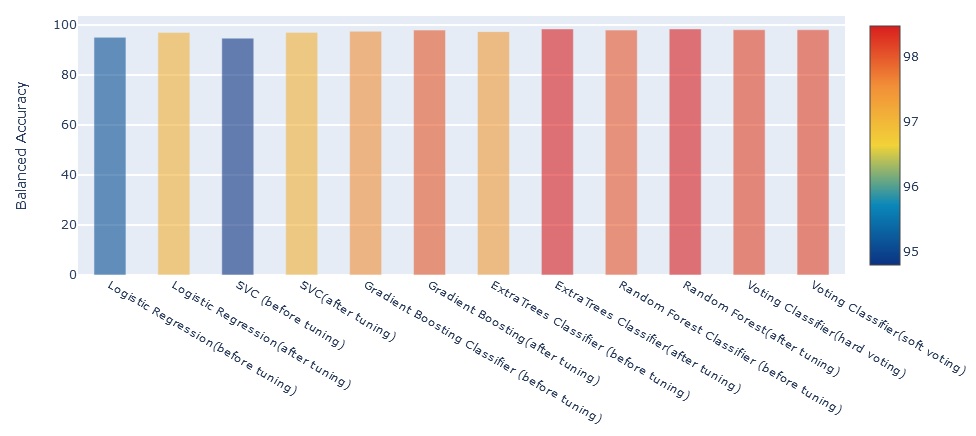 Balanced Accuracy
100
80
60
40
20
0
Logistic Regression(before tuning)
Logistic Regression(after tuning)
SVC (before tuning)
SVC(after tuning)
Gradient Boosting Classifier (before tuning)
Gradient Boosting(after tuning)
ExtraTrees Classifier (before tuning)
ExtraTrees Classifier(after tuning)
Random Forest Classifier (before tuning)
Random Forest(after tuning)
Voting Classifier(hard voting)
Voting Classifier(soft voting)
98
97
96
95